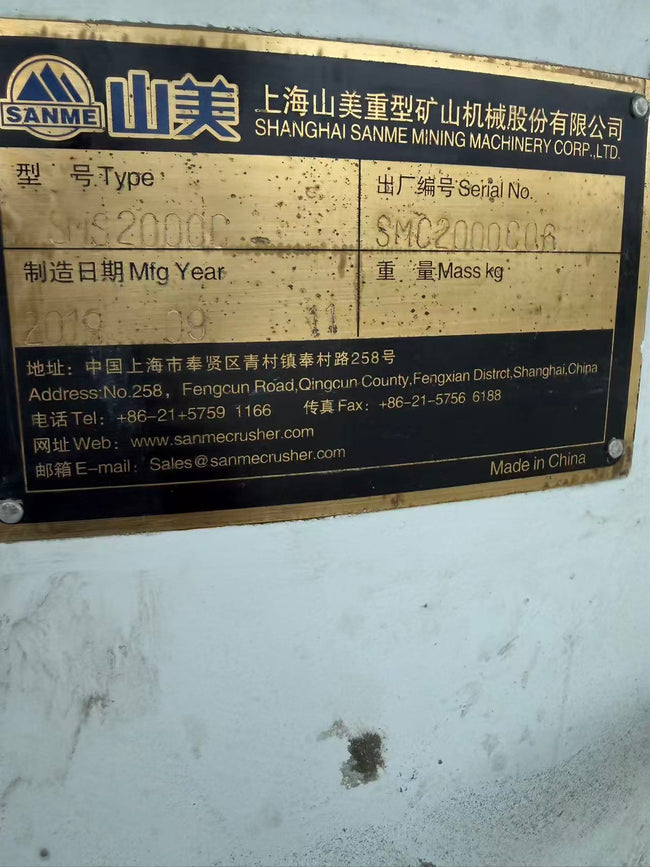 SANME 山美 上海山美重型矿山机械股份有限公司
SHANGHAI SANME MINING MACHINERY CORP.,LTD.
型 号 Type 出厂编号 Serial No.
SMS2000C SMC2000C06
制造日期 Mfg Year 重 量 Mass kg
2019 09 11
地址：中国上海市奉贤区青村镇奉村路258号
Address:No.258，Fengcun Road,Qingcun County,Fengxian Distrct,Shanghai,China
电话 Tel：+86-21+5759 1166 传真 Fax：+86-21-5756 6188
网址 Web：www.sanmecrusher.com
邮箱 E-mail：Sales@sanmecrusher.com
Made in China